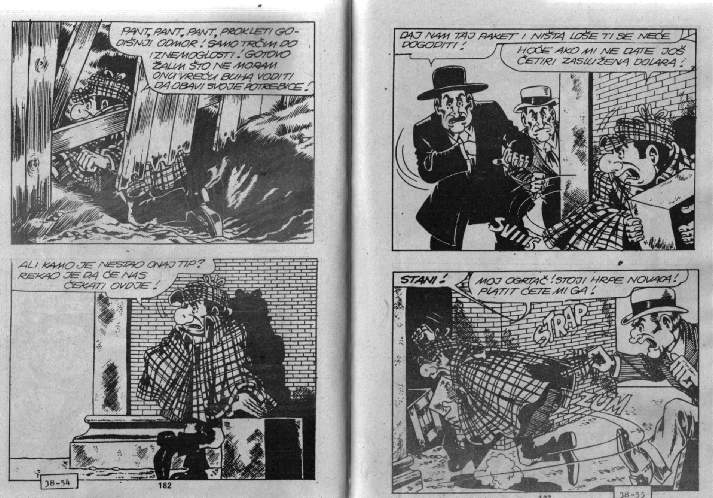 PANT, PANT, PANT, PROKLETI GO-
DIŠNJI ODMOR! SAMO TRČIM DO
IZNEMOGLOSTI! GOTOVO
ŽALIM ŠTO NE MORAM
ONU VREĆU BUHA VODITI
DA OBAVI SVOJE POTREBICE!
ALI KAMO JE NESTAO ONAJ TIP?
REKAO JE DA ĆE NAS
ČEKATI OVDJE!
38-34
182
DAJ NAM TAJ PAKET I NIŠTA LOŠE TI SE NEĆE
DOGODITI!
HOĆE AKO MI NE DATE JOŠ
ČETIRI ZASLUŽENA DOLARA!
STANI!
MOJ OGRTAČ! STOJI HRPE NOVACA!
PLATIT ĆETE MI GA!
STRAP
38-35
183